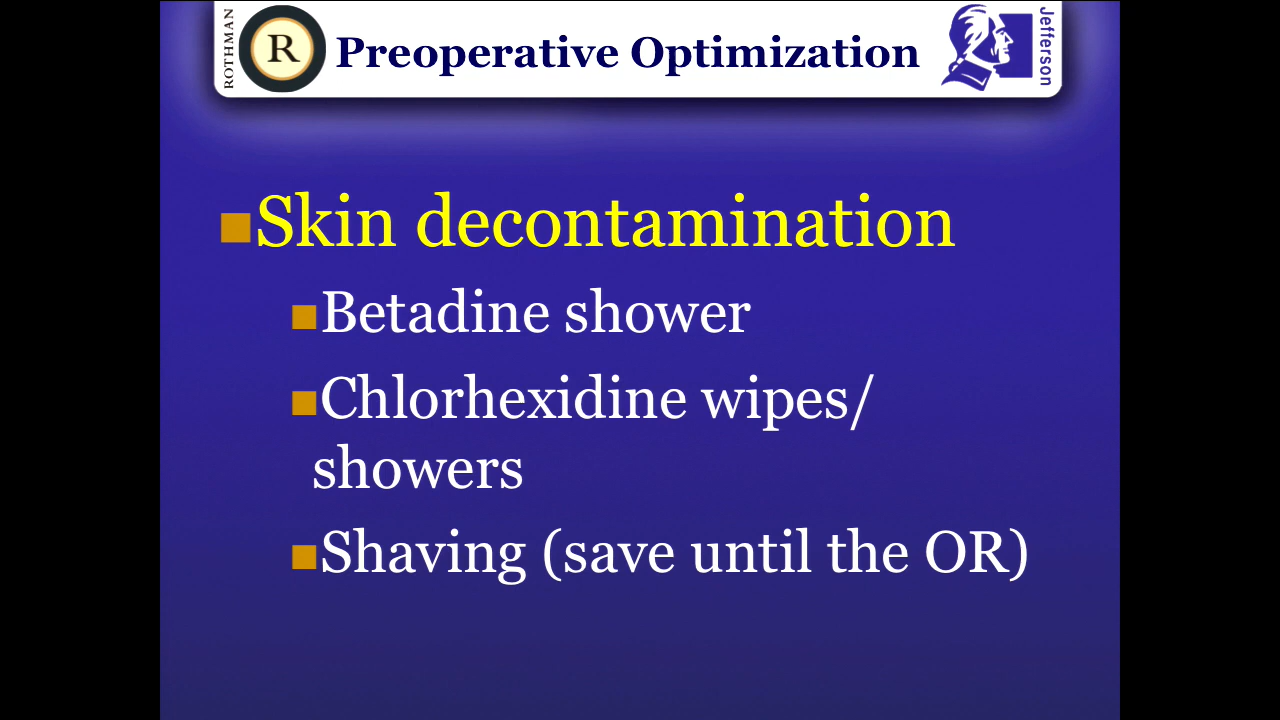 ROTHMAN
R
Preoperative Optimization
Jefferson
Skin decontamination
Betadine shower
Chlorhexidine wipes/
showers
Shaving (save until the OR)